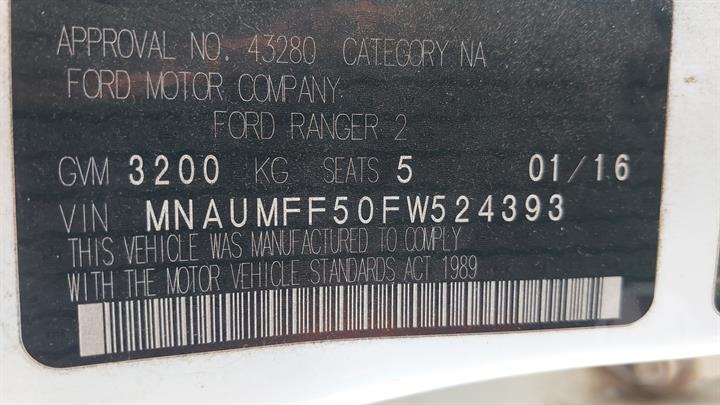 APPROVAL NO. 43280 CATEGORY NA
FORD MOTOR COMPANY
FORD RANGER 2
GVM 3200 KG SEATS 5 01/16
VIN MNAUMFF50FW524393
THIS VEHICLE WAS MANUFACTURED TO COMPLY
WITH THE MOTOR VEHICLE STANDARDS ACT 1989